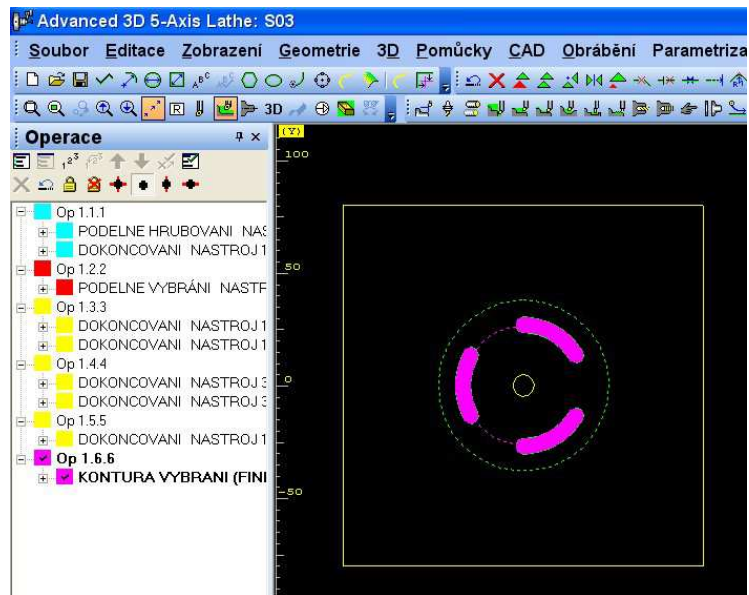 Advanced 3D 5-Axis Lathe: S03
Soubor Editace Zobrazení Geometrie 3D Pomůcky CAD Obrábění Parametriza
3D
Operace
(Y)
100
50
0
-50
Op 1.1.1
PODELNE HRUBOVANI NAS
DOKONCOVANI NASTROJ 1
Op 1.2.2
PODELNE VYBRÁNI NASTR
Op 1.3.3
DOKONCOVANI NASTROJ 1
DOKONCOVANI NASTROJ 1
Op 1.4.4
DOKONCOVANI NASTROJ 3
DOKONCOVANI NASTROJ 3
Op 1.5.5
DOKONCOVANI NASTROJ 1
Op 1.6.6
KONTURA VYBRANI (FINI